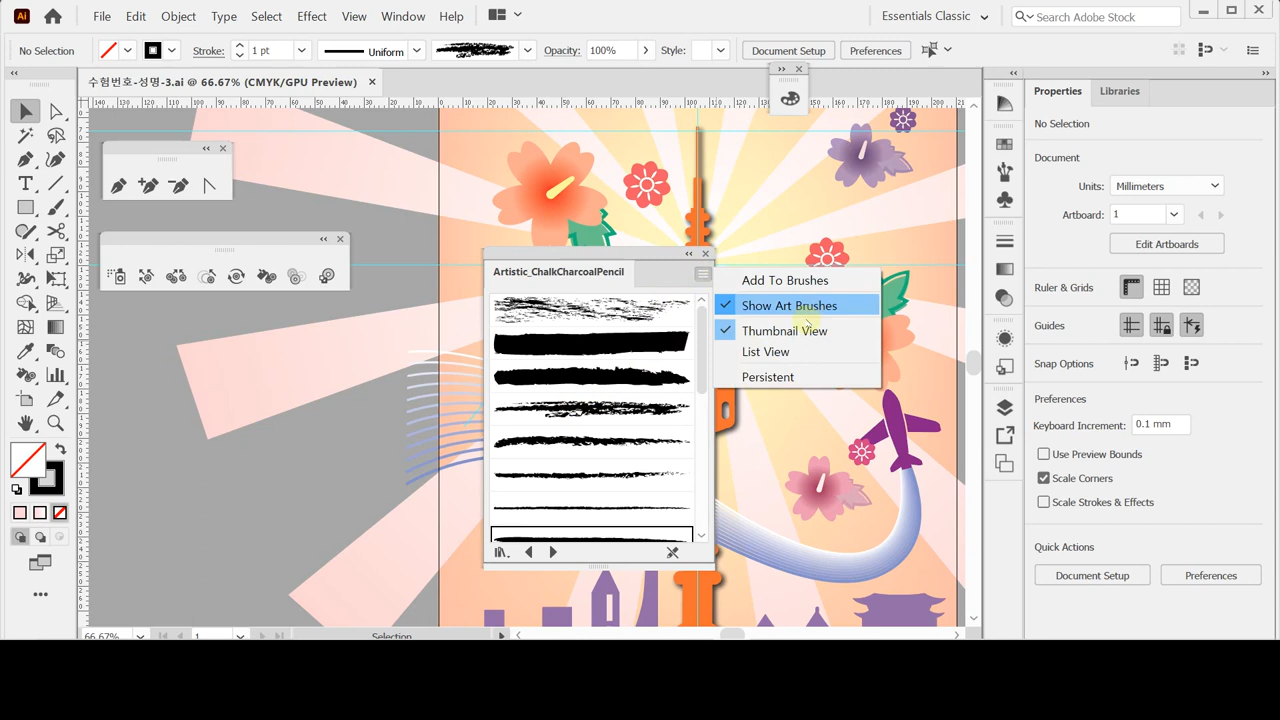 Ai File Edit Object Type Select Effect View Window Help Essentials Classic Search Adobe Stock
No Selection Stroke: 1 pt Uniform Opacity: 100% Style: Document Setup Preferences
수험번호-성명-3.ai @ 66.67% (CMYK/GPU Preview)
Properties Libraries
No Selection
Document
Units: Millimeters
Artboard: 1
Edit Artboards
Ruler & Grids
Guides
Snap Options
Preferences
Keyboard Increment: 0.1 mm
Use Preview Bounds
Scale Corners
Scale Strokes & Effects
Quick Actions
Document Setup Preferences
Artistic_ChalkCharcoalPencil
Add To Brushes
Show Art Brushes
Thumbnail View
List View
Persistent
66.67% 1 Selection